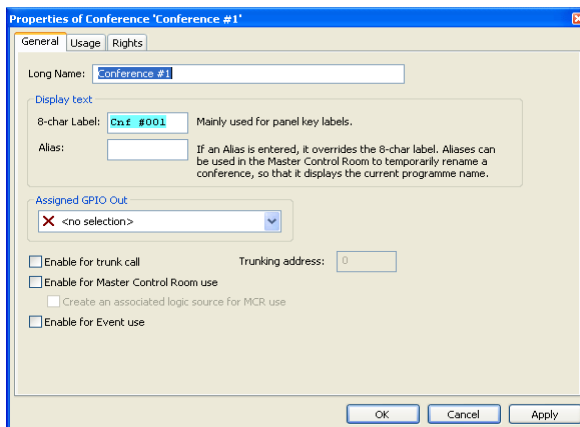 Properties of Conference 'Conference #1'
General Usage Rights
Long Name: Conference #1
Display text
8-char Label: Cnf #001 Mainly used for panel key labels.
Alias: If an Alias is entered, it overrides the 8-char label. Aliases can
be used in the Master Control Room to temporarily rename a
conference, so that it displays the current programme name.
Assigned GPIO Out
<no selection>
Enable for trunk call Trunking address: 0
Enable for Master Control Room use
Create an associated logic source for MCR use
Enable for Event use
OK Cancel Apply